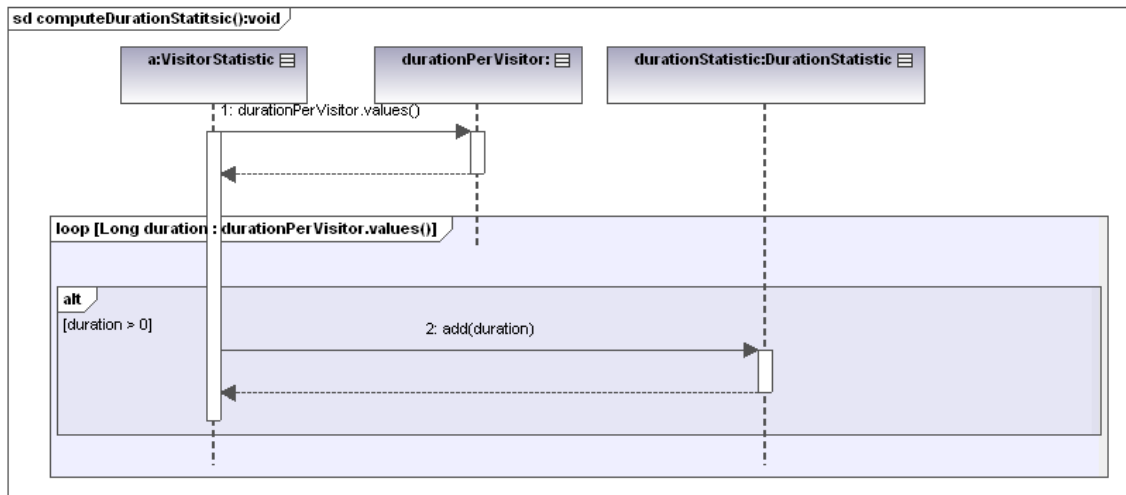 sd computeDurationStatitsic():void
a:VisitorStatistic
durationPerVisitor:
durationStatistic:DurationStatistic
1: durationPerVisitor.values()
loop [Long duration : durationPerVisitor.values()]
alt
[duration > 0]
2: add(duration)